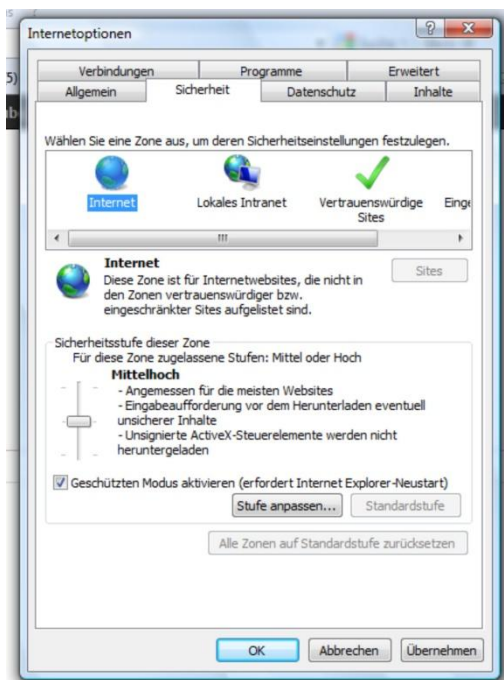 Internetoptionen
?
Verbindungen Programme Erweitert
Allgemein Sicherheit Datenschutz Inhalte
Wählen Sie eine Zone aus, um deren Sicherheitseinstellungen festzulegen.
Internet Lokales Intranet Vertrauenswürdige Sites Einge
Internet
Diese Zone ist für Internetwebsites, die nicht in
den Zonen vertrauenswürdiger bzw.
eingeschränkter Sites aufgelistet sind.
Sites
Sicherheitsstufe dieser Zone
Für diese Zone zugelassene Stufen: Mittel oder Hoch
Mittelhoch
- Angemessen für die meisten Websites
- Eingabeaufforderung vor dem Herunterladen eventuell
unsicherer Inhalte
- Unsignierte ActiveX-Steuerelemente werden nicht
heruntergeladen
Geschützten Modus aktivieren (erfordert Internet Explorer-Neustart)
Stufe anpassen... Standardstufe
Alle Zonen auf Standardstufe zurücksetzen
OK Abbrechen Übernehmen